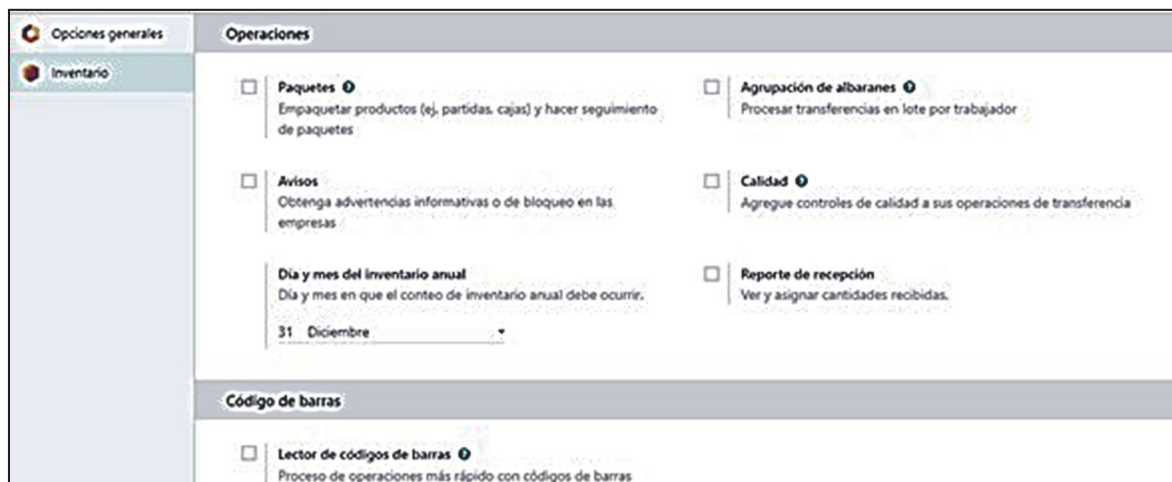 Opciones generales
Inventario
Operaciones
Paquetes
Empaquetar productos (ej, partidas, cajas) y hacer seguimiento
de paquetes
Agrupación de albaranes
Procesar transferencias en lote por trabajador
Avisos
Obtenga advertencias informativas o de bloqueo en las
empresas
Calidad
Agregue controles de calidad a sus operaciones de transferencia
Día y mes del inventario anual
Día y mes en que el conteo de inventario anual debe ocurrir.
31 Diciembre
Reporte de recepción
Ver y asignar cantidades recibidas.
Código de barras
Lector de códigos de barras
Proceso de operaciones más rápido con códigos de barras